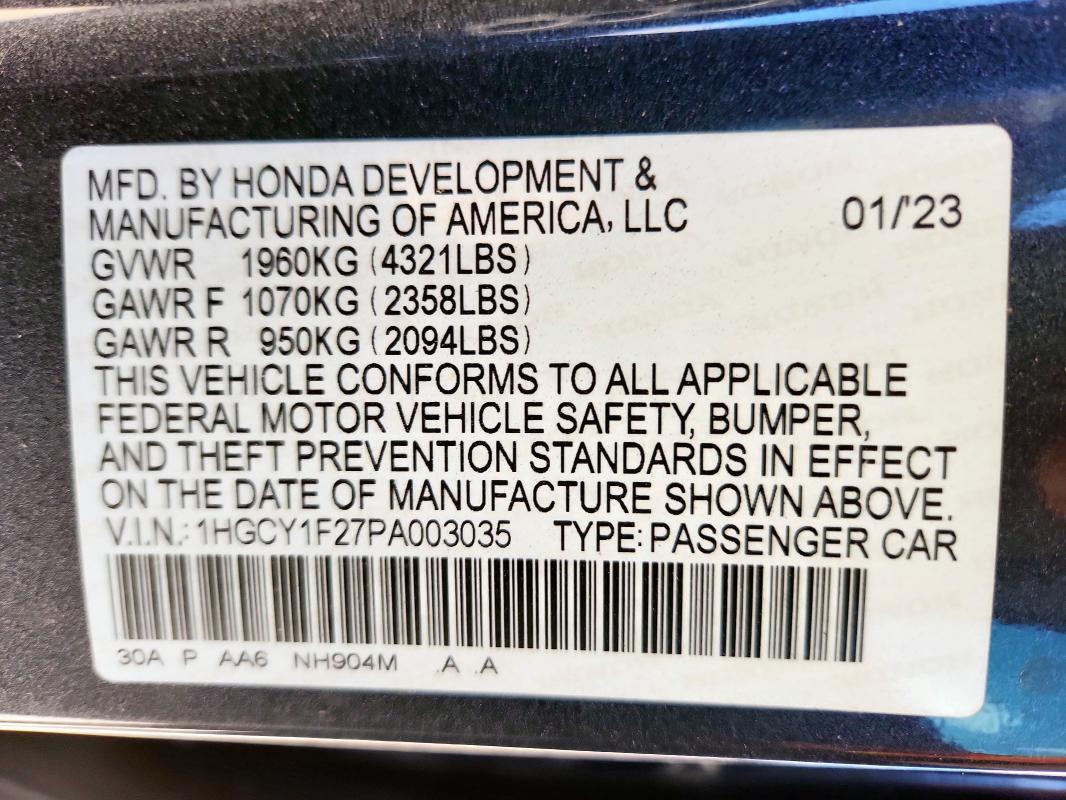 MFD. BY HONDA DEVELOPMENT &
MANUFACTURING OF AMERICA, LLC 01/'23
GVWR 1960KG (4321LBS)
GAWR F 1070KG (2358LBS)
GAWR R 950KG (2094LBS)
THIS VEHICLE CONFORMS TO ALL APPLICABLE
FEDERAL MOTOR VEHICLE SAFETY, BUMPER,
AND THEFT PREVENTION STANDARDS IN EFFECT
ON THE DATE OF MANUFACTURE SHOWN ABOVE.
V.I.N.: 1HGCY1F27PA003035 TYPE: PASSENGER CAR
30A P AA6 NH904M .A .A